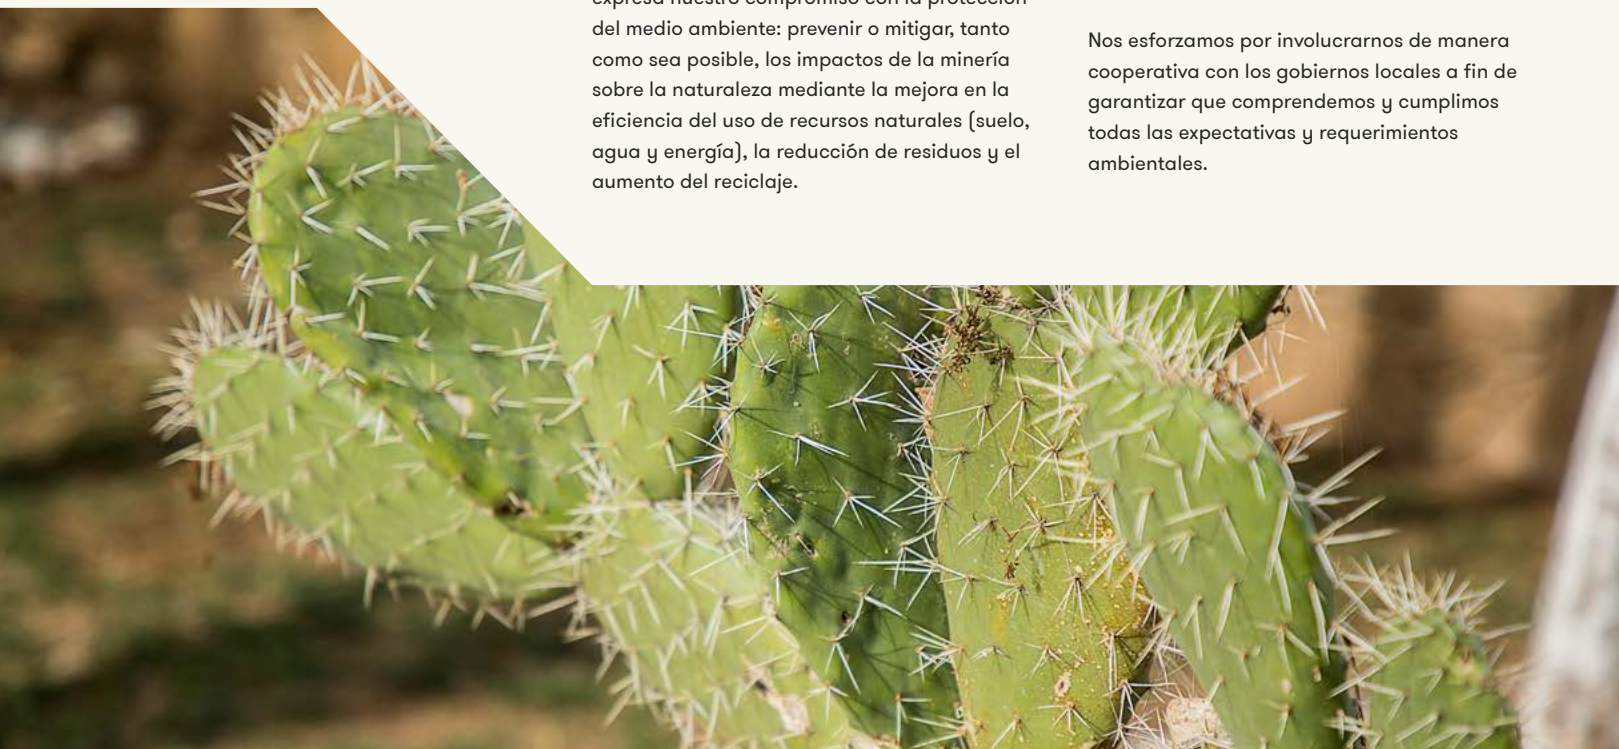 expresa nuestro compromiso con la protección
del medio ambiente: prevenir o mitigar, tanto
como sea posible, los impactos de la minería
sobre la naturaleza mediante la mejora en la
eficiencia del uso de recursos naturales (suelo,
agua y energía), la reducción de residuos y el
aumento del reciclaje.
Nos esforzamos por involucrarnos de manera
cooperativa con los gobiernos locales a fin de
garantizar que comprendemos y cumplimos
todas las expectativas y requerimientos
ambientales.